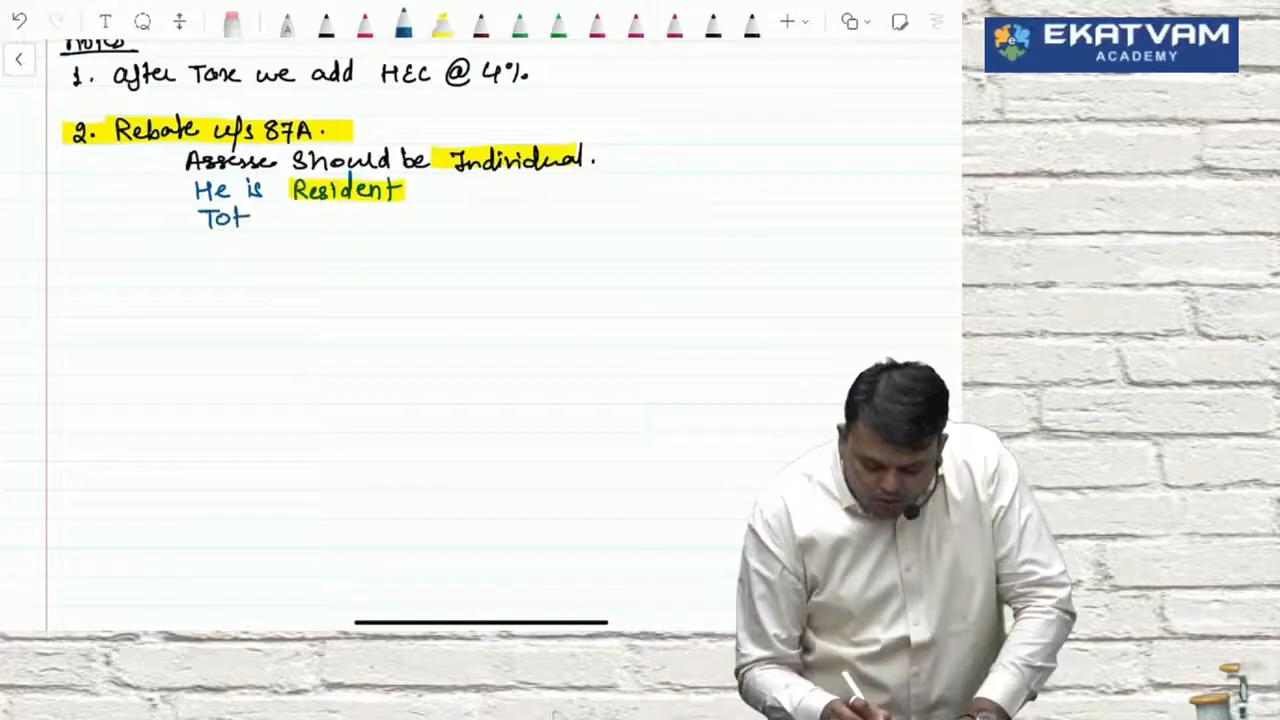 Note
1. after Tax we add HEC @ 4%.
2. Rebate u/s 87A.
Assesse should be Individual.
He is Resident
Tot
EKATVAM
ACADEMY